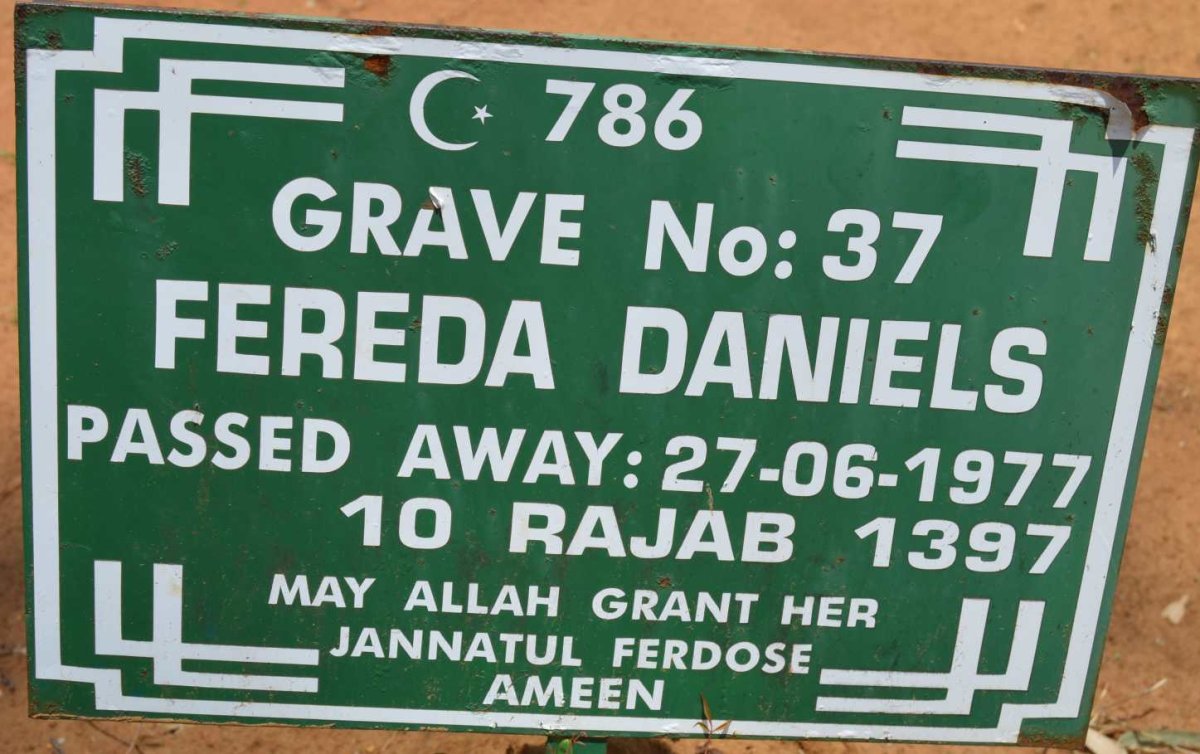 786
GRAVE No: 37
FEREDA DANIELS
PASSED AWAY: 27-06-1977
10 RAJAB 1397
MAY ALLAH GRANT HER
JANNATUL FERDOSE
AMEEN